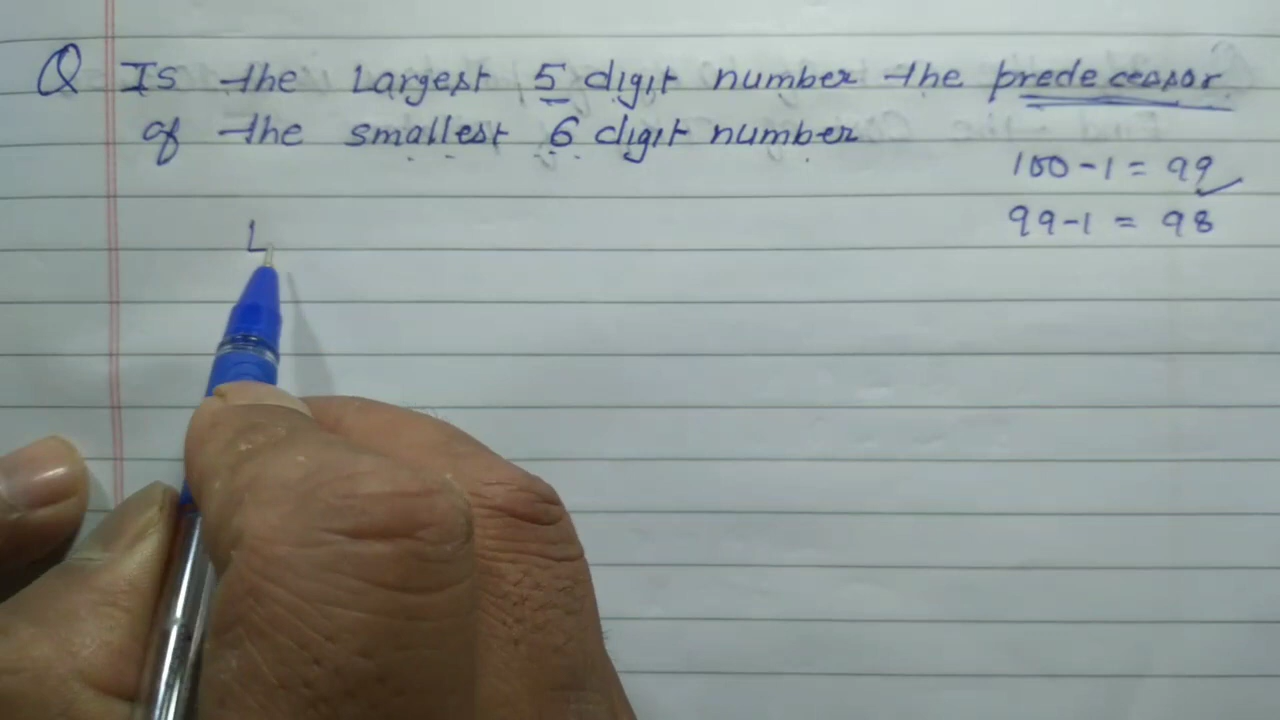 Q Is the Largest 5 digit number the predecessor
of the smallest 6 digit number
100 - 1 = 99
99 - 1 = 98
L